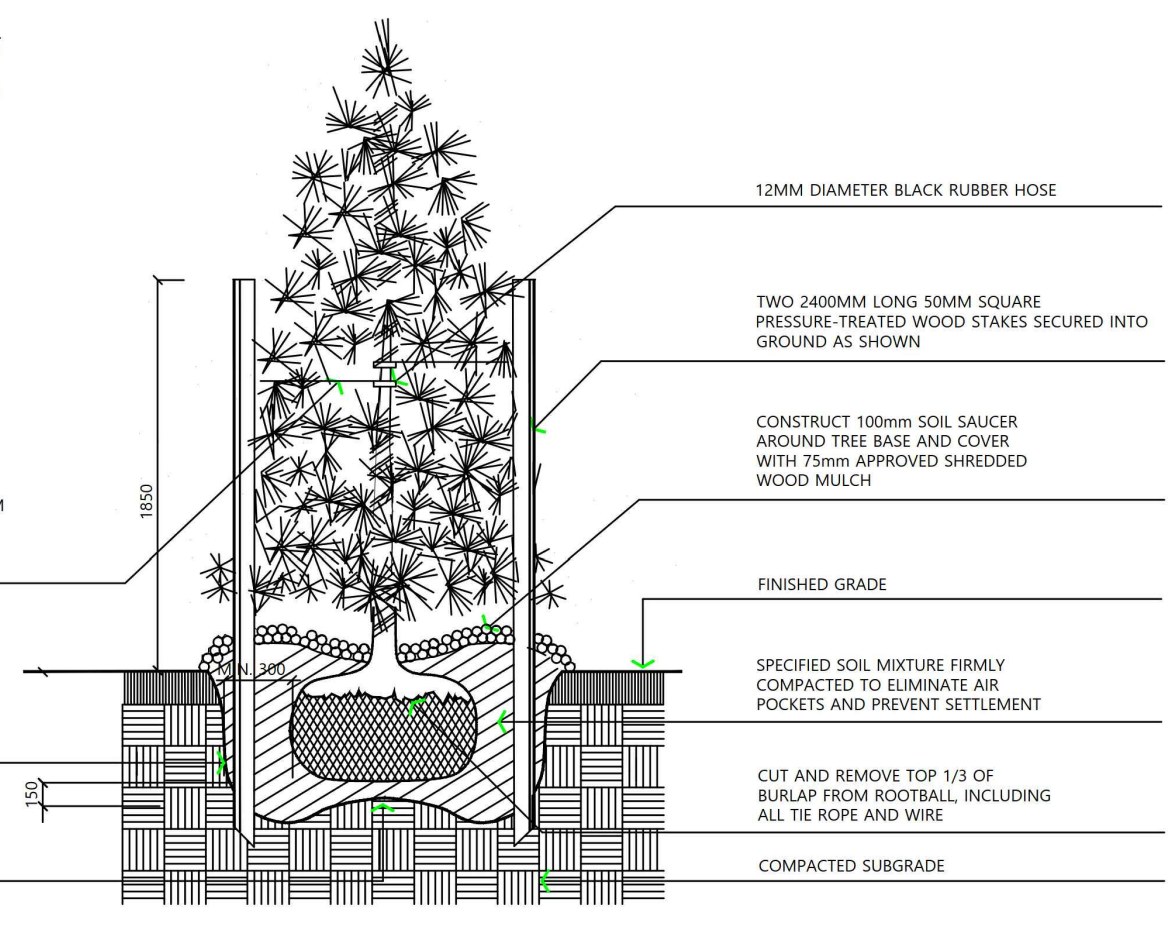 12MM DIAMETER BLACK RUBBER HOSE
TWO 2400MM LONG 50MM SQUARE
PRESSURE-TREATED WOOD STAKES SECURED INTO
GROUND AS SHOWN
CONSTRUCT 100mm SOIL SAUCER
AROUND TREE BASE AND COVER
WITH 75mm APPROVED SHREDDED
WOOD MULCH
1850
M
FINISHED GRADE
MIN. 300
SPECIFIED SOIL MIXTURE FIRMLY
COMPACTED TO ELIMINATE AIR
POCKETS AND PREVENT SETTLEMENT
150
CUT AND REMOVE TOP 1/3 OF
BURLAP FROM ROOTBALL, INCLUDING
ALL TIE ROPE AND WIRE
COMPACTED SUBGRADE